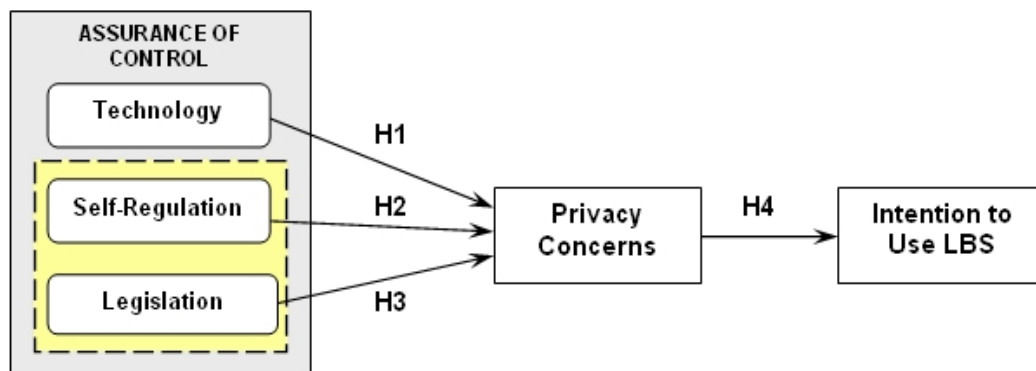 ASSURANCE OF
CONTROL
Technology
H1
Self-Regulation
H2
Privacy
Concerns
H4
Intention to
Use LBS
Legislation
H3